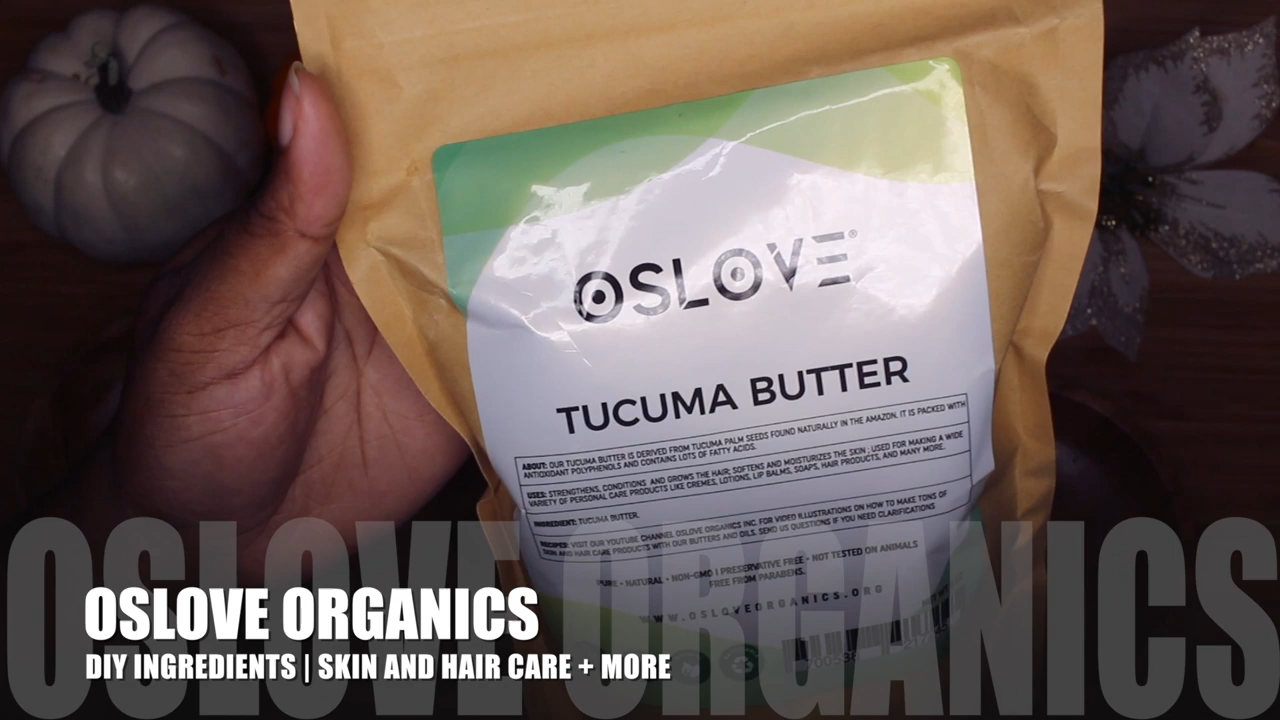 OSLOVE®
TUCUMA BUTTER
ABOUT: OUR TUCUMA BUTTER IS DERIVED FROM TUCUMA PALM SEEDS FOUND NATURALLY IN THE AMAZON. IT IS PACKED WITH
ANTIOXIDANT POLYPHENOLS AND CONTAINS LOTS OF FATTY ACIDS.
USES: STRENGTHENS, CONDITIONS AND GROWS THE HAIR; SOFTENS AND MOISTURIZES THE SKIN ; USED FOR MAKING A WIDE
VARIETY OF PERSONAL CARE PRODUCTS LIKE CREMES, LOTIONS, LIP BALMS, SOAPS, HAIR PRODUCTS, AND MANY MORE.
INGREDIENT: TUCUMA BUTTER.
RECIPES: VISIT OUR YOUTUBE CHANNEL OSLOVE ORGANICS INC. FOR VIDEO ILLUSTRATIONS ON HOW TO MAKE TONS OF
SKIN AND HAIR CARE PRODUCTS WITH OUR BUTTERS AND OILS. SEND US QUESTIONS IF YOU NEED CLARIFICATIONS
PURE - NATURAL - NON-GMO I PRESERVATIVE FREE - NOT TESTED ON ANIMALS
FREE FROM PARABENS.
WWW.OSLOVEORGANICS.ORG
OSLOVE ORGANICS
OSLOVE ORGANICS
DIY INGREDIENTS | SKIN AND HAIR CARE + MORE